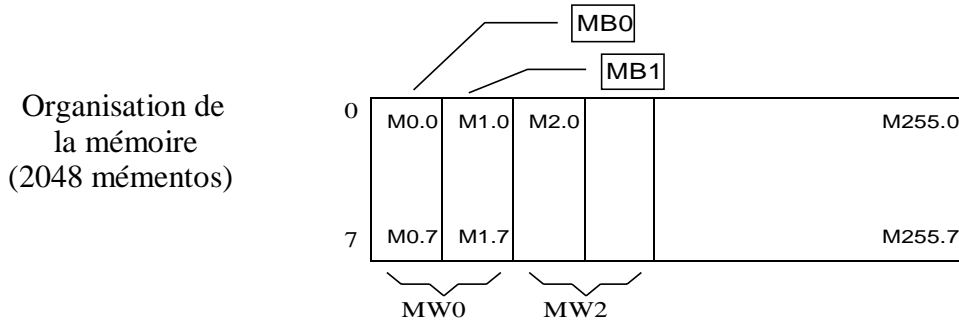 MB0
MB1
Organisation de
la mémoire
(2048 mémentos)
0
M0.0 M1.0 M2.0 M255.0
7 M0.7 M1.7 M255.7
MW0 MW2